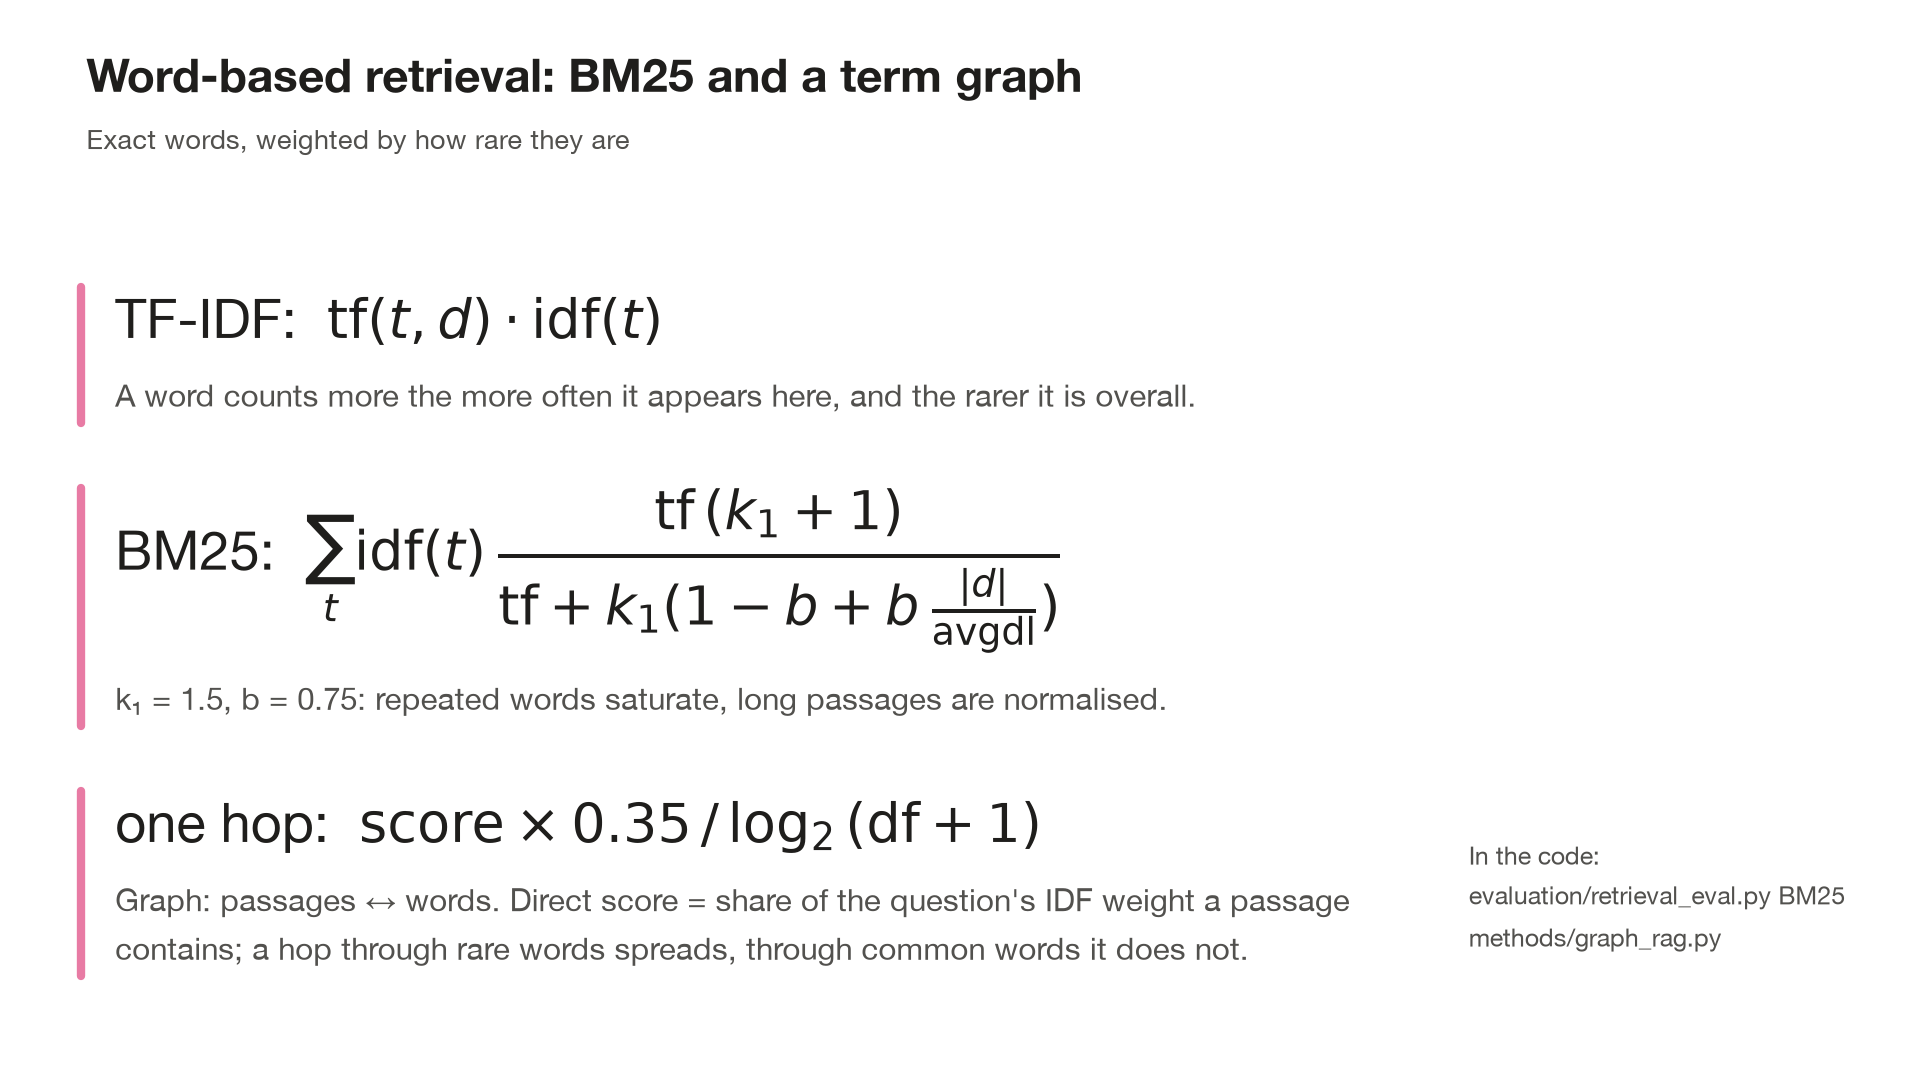 Word-based retrieval: BM25 and a term graph
Exact words, weighted by how rare they are
TF-IDF: tf(t, d) · idf(t)
A word counts more the more often it appears here, and the rarer it is overall.
BM25: ∑_t idf(t) tf (k₁ + 1) / (tf + k₁(1 − b + b |d|/avgdl))
k₁ = 1.5, b = 0.75: repeated words saturate, long passages are normalised.
one hop: score × 0.35 / log₂ (df + 1)
Graph: passages ↔ words. Direct score = share of the question's IDF weight a passage
contains; a hop through rare words spreads, through common words it does not.
In the code:
evaluation/retrieval_eval.py BM25
methods/graph_rag.py